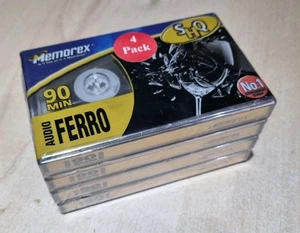 Memorex
4
Pack
SHQ
90
MIN
No.1
AUDIO
FERRO